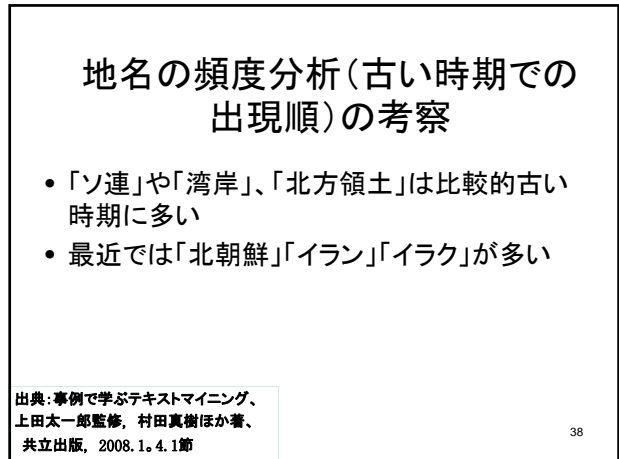 地名の頻度分析(古い時期での
出現順)の考察
• 「ソ連」や「湾岸」、「北方領土」は比較的古い
時期に多い
• 最近では「北朝鮮」「イラン」「イラク」が多い
出典:事例で学ぶテキストマイニング、
上田太一郎監修, 村田真樹ほか著、
共立出版, 2008.1。4.1節
38